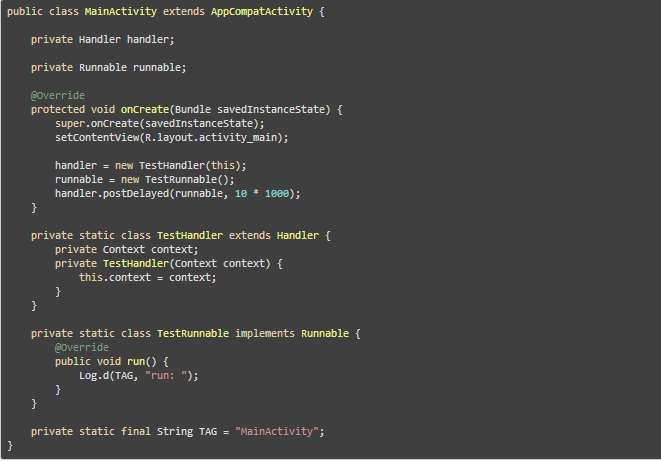 public class MainActivity extends AppCompatActivity {
private Handler handler;
private Runnable runnable;
@Override
protected void onCreate(Bundle savedInstanceState) {
super.onCreate(savedInstanceState);
setContentView(R.layout.activity_main);
handler = new TestHandler(this);
runnable = new TestRunnable();
handler.postDelayed(runnable, 10 * 1000);
}
private static class TestHandler extends Handler {
private Context context;
private TestHandler(Context context) {
this.context = context;
}
}
private static class TestRunnable implements Runnable {
@Override
public void run() {
Log.d(TAG, "run: ");
}
}
private static final String TAG = "MainActivity";
}